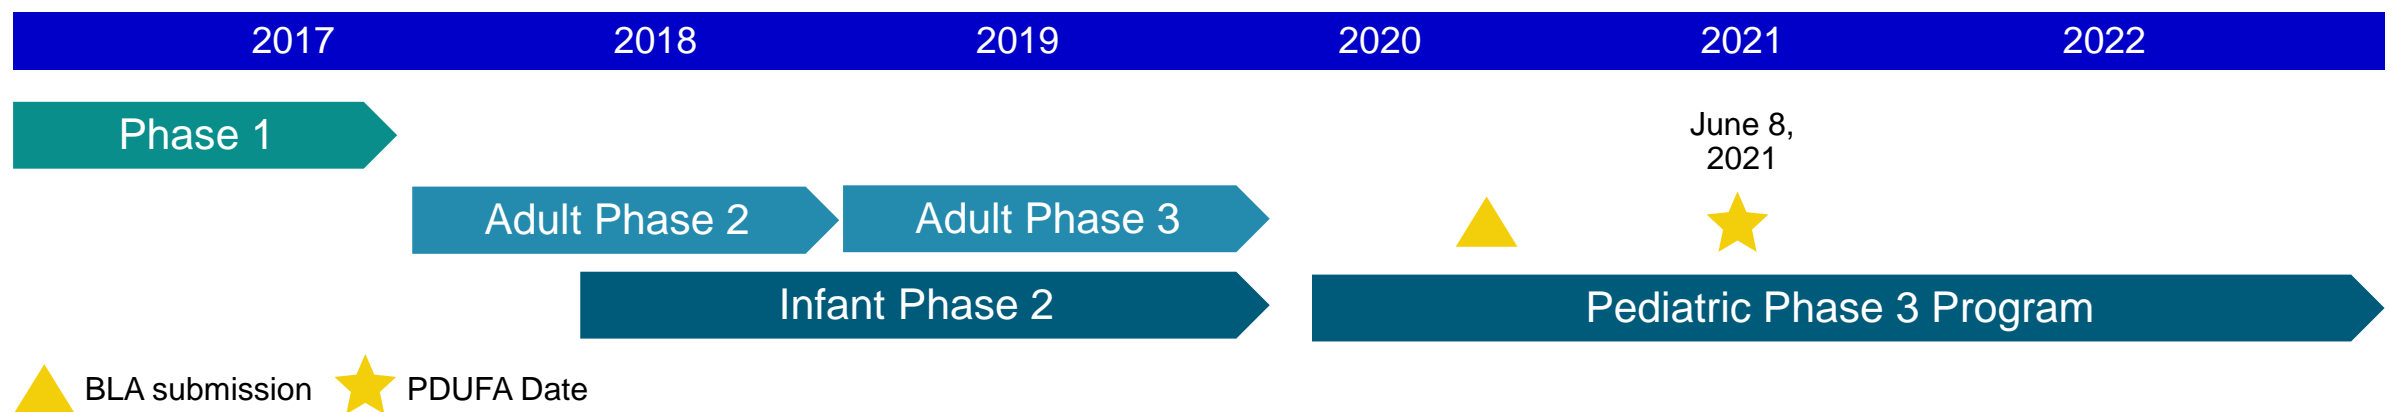 2017 2018 2019 2020 2021 2022
Phase 1
June 8,
2021
Adult Phase 2
Adult Phase 3
Infant Phase 2
Pediatric Phase 3 Program
BLA submission
PDUFA Date